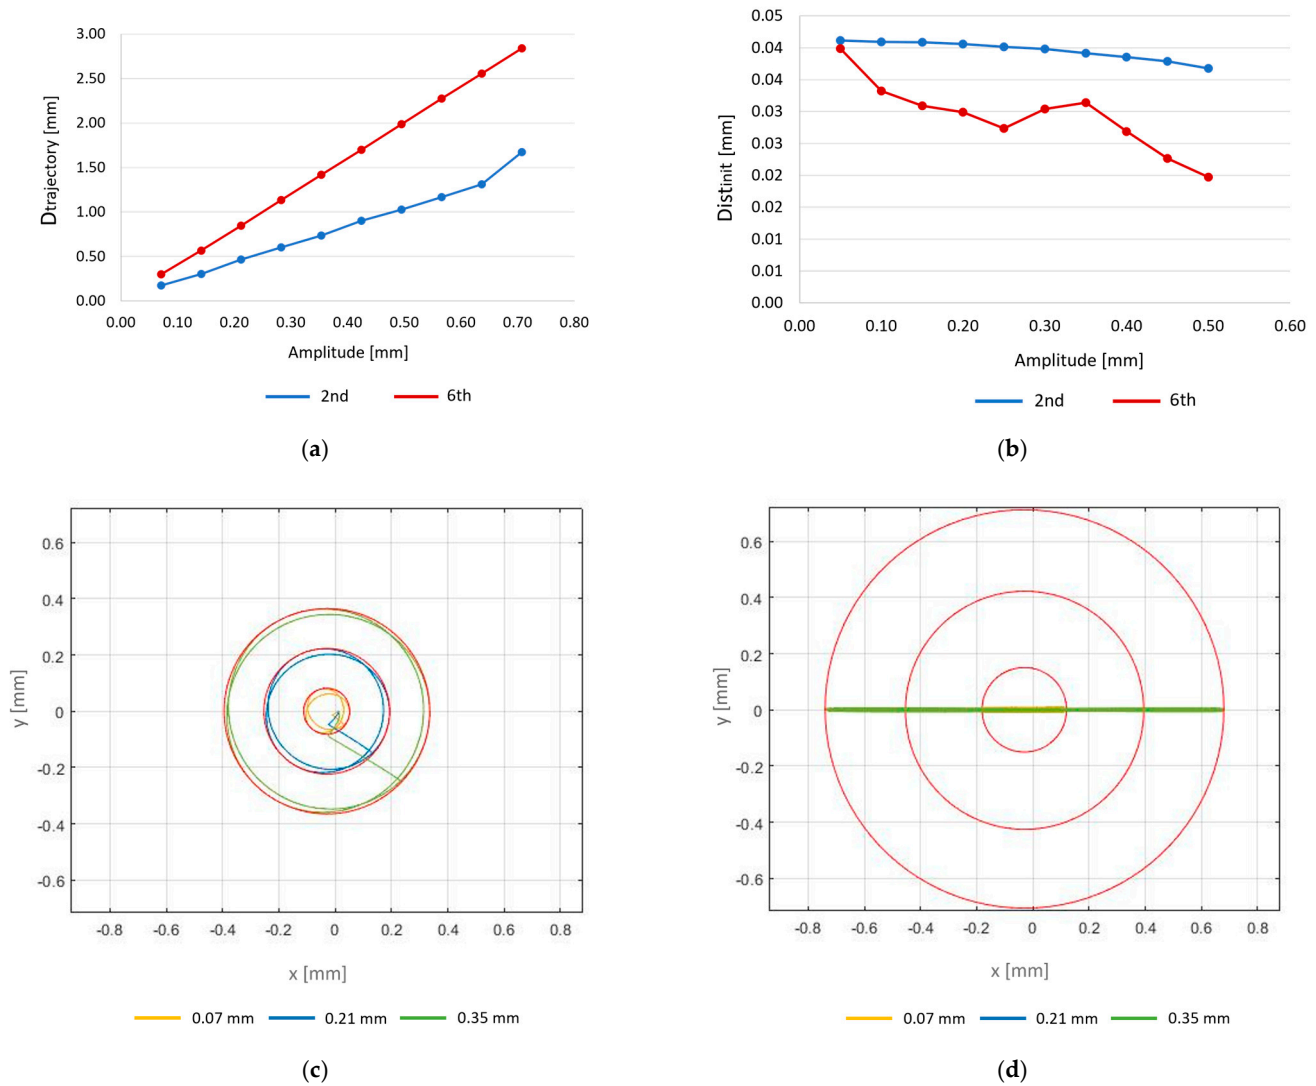 3.00
2.50
2.00
1.50
1.00
0.50
0.00
Dtrajectory [mm]
0.00 0.10 0.20 0.30 0.40 0.50 0.60 0.70 0.80
Amplitude [mm]
2nd 6th
(a)
0.05
0.04
0.04
0.03
0.03
0.02
0.02
0.01
0.01
0.00
Distinit [mm]
0.00 0.10 0.20 0.30 0.40 0.50 0.60
Amplitude [mm]
2nd 6th
(b)
0.6
0.4
0.2
0
-0.2
-0.4
-0.6
y [mm]
-0.8 -0.6 -0.4 -0.2 0 0.2 0.4 0.6 0.8
x [mm]
0.07 mm 0.21 mm 0.35 mm
(c)
0.6
0.4
0.2
0
-0.2
-0.4
-0.6
y [mm]
-0.8 -0.6 -0.4 -0.2 0 0.2 0.4 0.6 0.8
x [mm]
0.07 mm 0.21 mm 0.35 mm
(d)